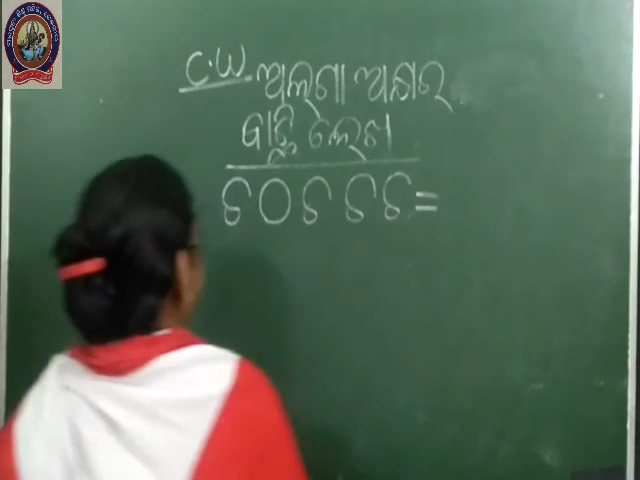 C.W ଅଲଗା ଅକ୍ଷର
ବାଛି ଲେଖ।
ଚ ଠ ଚ ଚ ଚ =